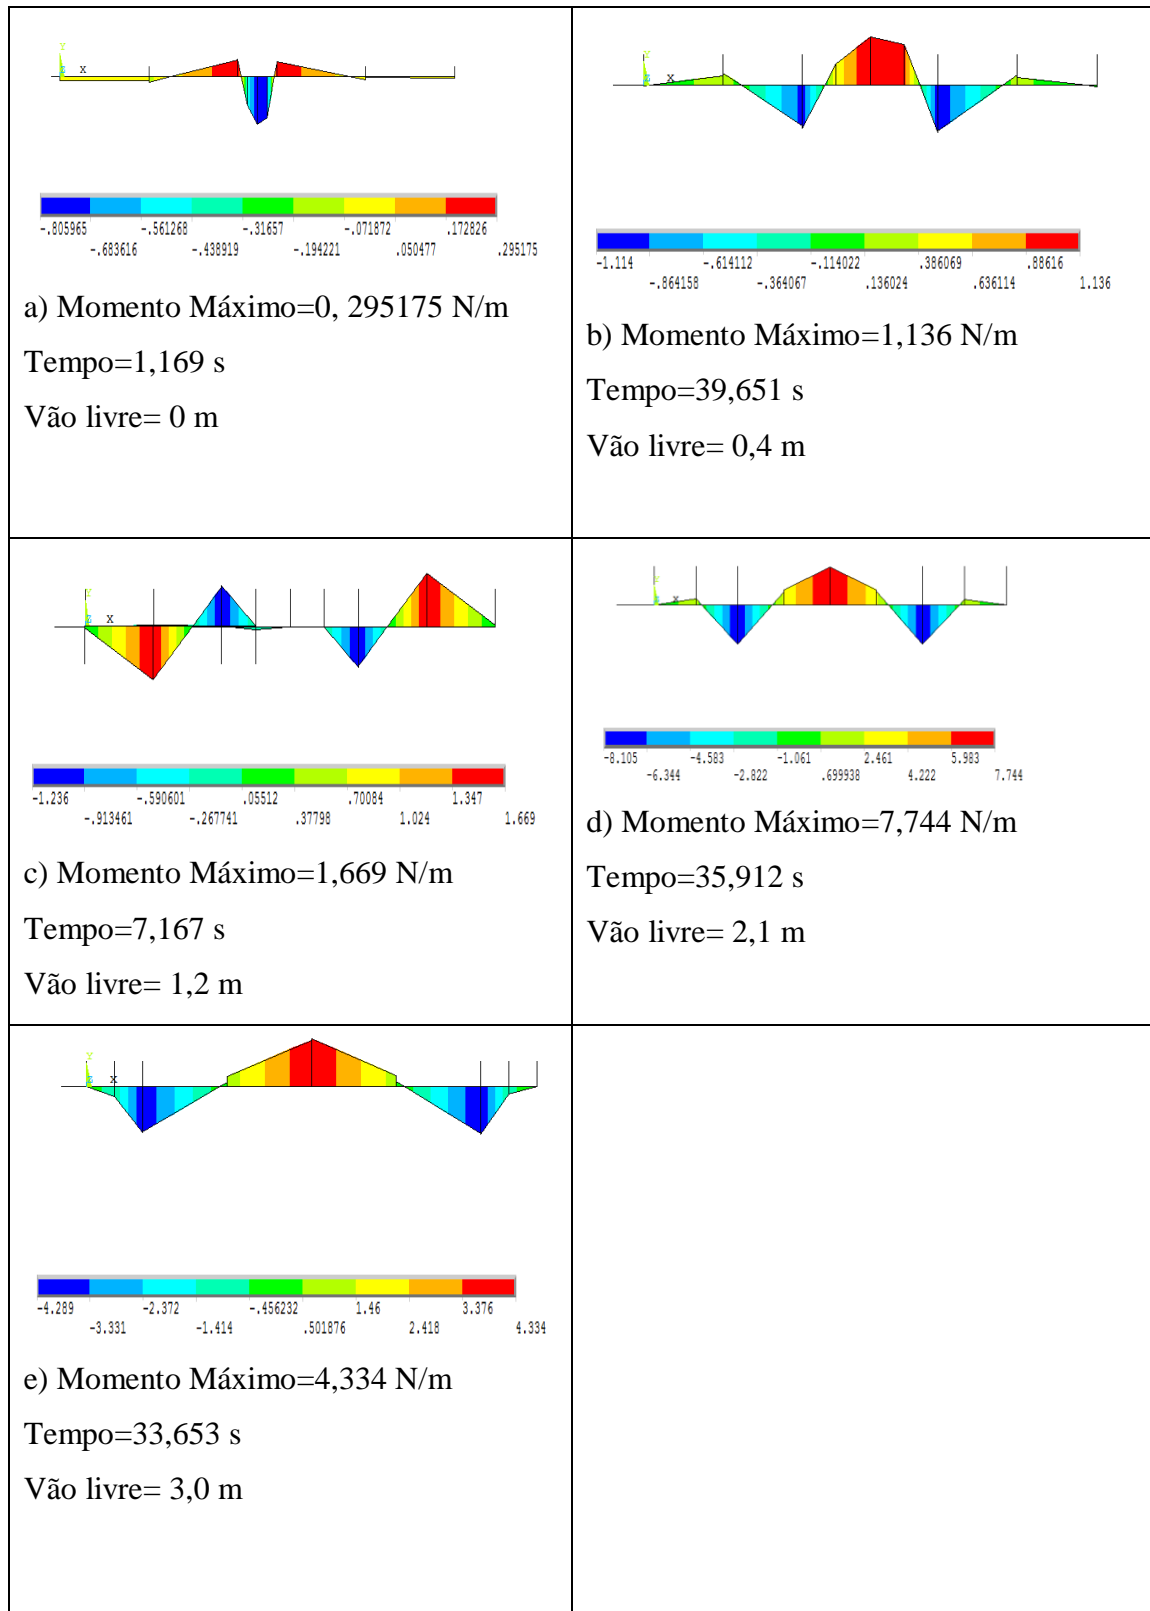 Y
Z X
-.805965 -.561268 -.31657 -.071872 .172826
-.683616 -.438919 -.194221 .050477 .295175
a) Momento Máximo=0, 295175 N/m
Tempo=1,169 s
Vão livre= 0 m
Y
Z X
-1.114 -.614112 -.114022 .386069 .88616
-.864158 -.364067 .136024 .636114 1.136
b) Momento Máximo=1,136 N/m
Tempo=39,651 s
Vão livre= 0,4 m
Y
Z X
-1.236 -.590601 .05512 .70084 1.347
-.913461 -.267741 .37798 1.024 1.669
c) Momento Máximo=1,669 N/m
Tempo=7,167 s
Vão livre= 1,2 m
Y
Z X
-8.105 -4.583 -1.061 2.461 5.983
-6.344 -2.822 .699938 4.222 7.744
d) Momento Máximo=7,744 N/m
Tempo=35,912 s
Vão livre= 2,1 m
Y
Z X
-4.289 -2.372 -.456232 1.46 3.376
-3.331 -1.414 .501876 2.418 4.334
e) Momento Máximo=4,334 N/m
Tempo=33,653 s
Vão livre= 3,0 m